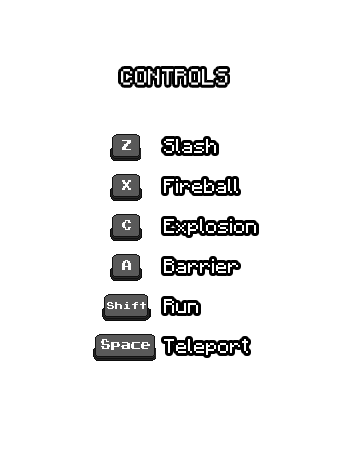 CONTROLS
Z Slash
X Fireball
C Explosion
A Barrier
Shift Run
Space Teleport